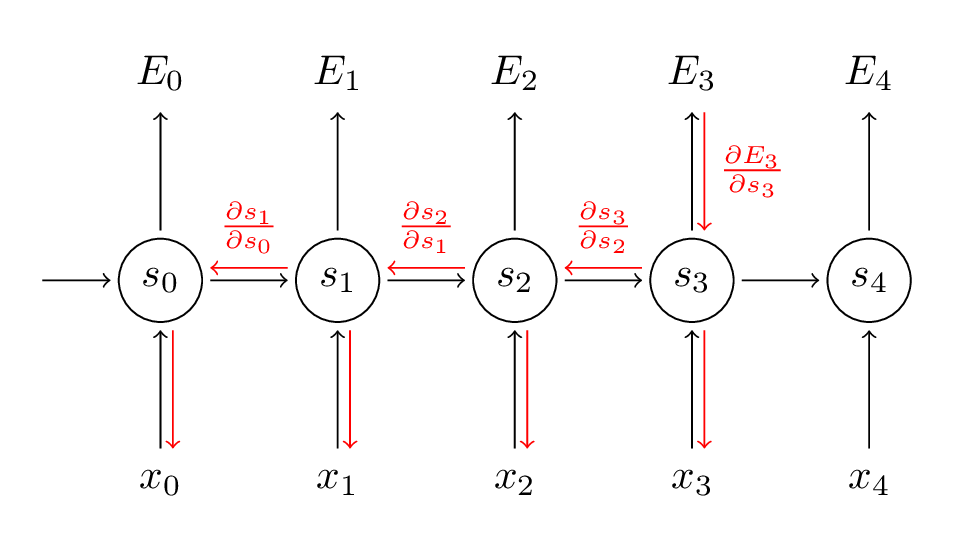 E₀ E₁ E₂ E₃ E₄
∂E₃/∂s₃
∂s₁/∂s₀ ∂s₂/∂s₁ ∂s₃/∂s₂
s₀ s₁ s₂ s₃ s₄
x₀ x₁ x₂ x₃ x₄